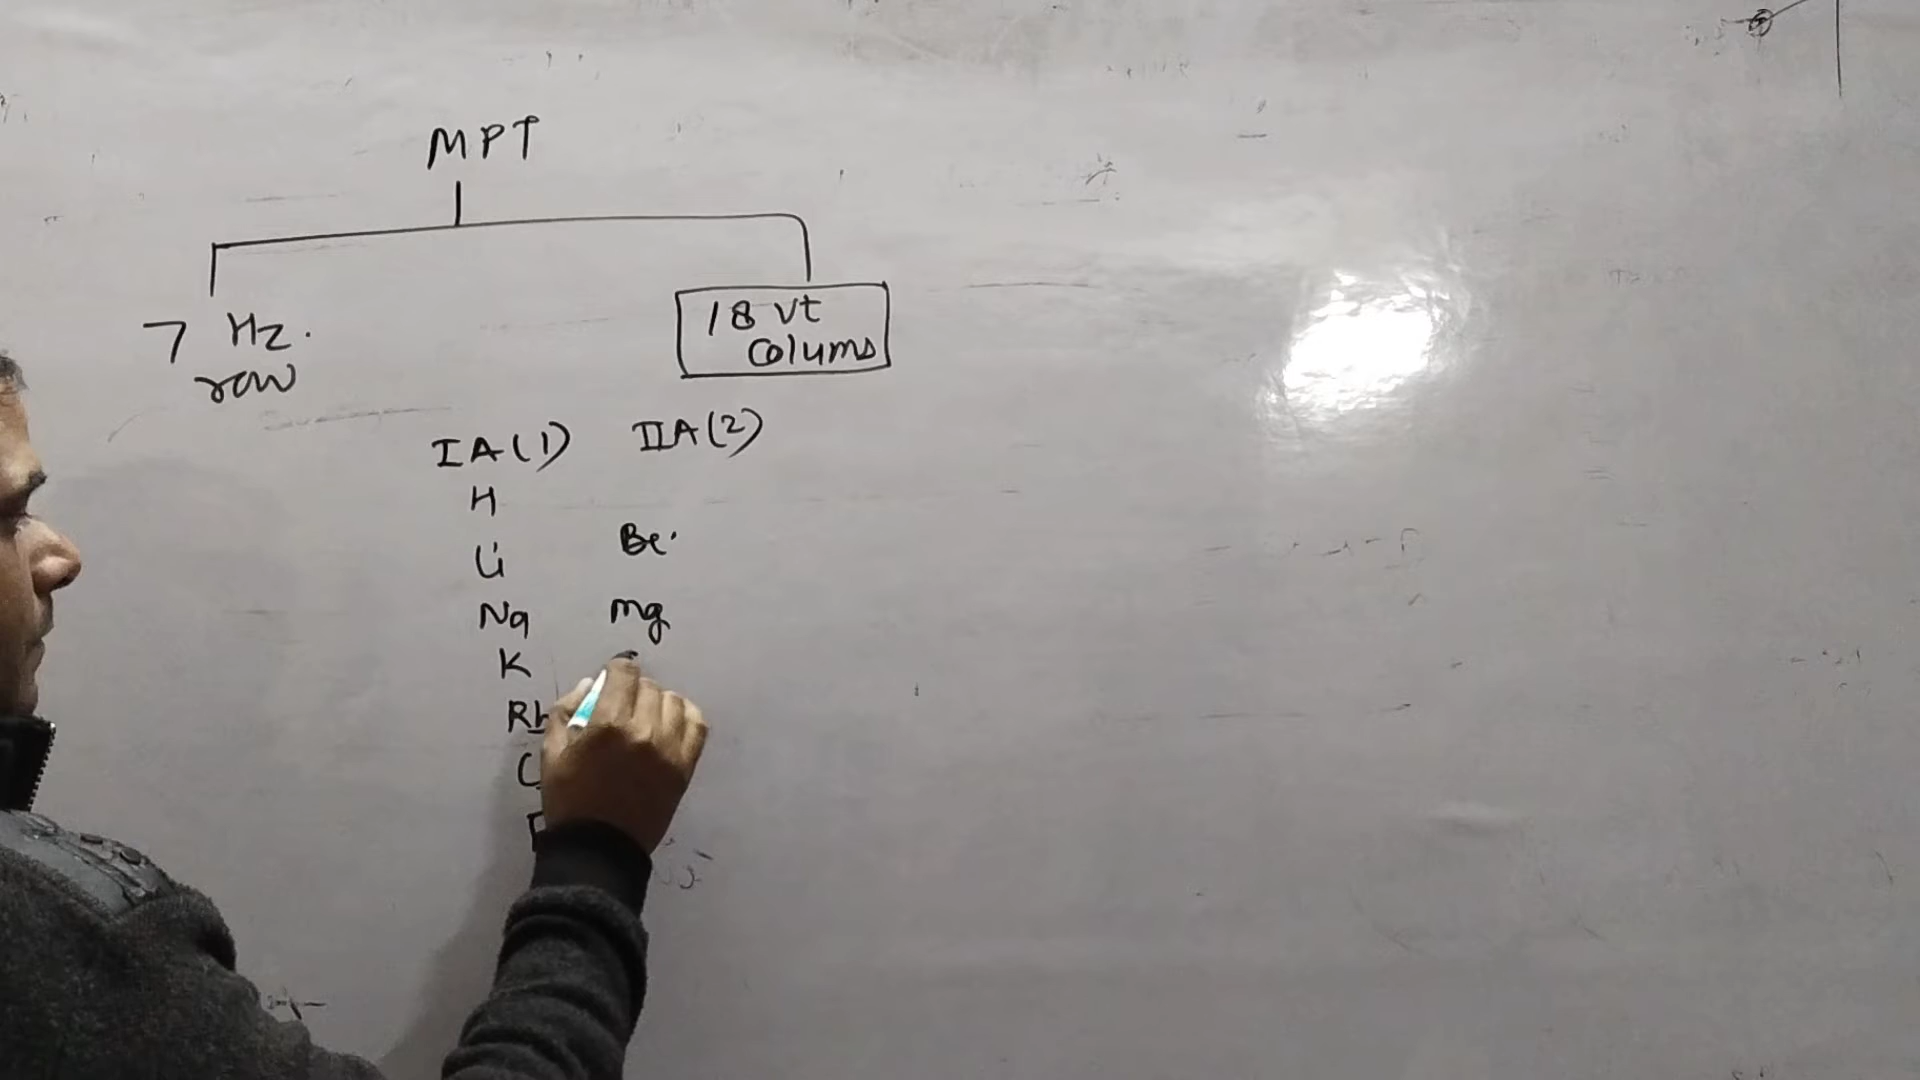 MPT
7 Hz.
row
18 vt
colums
IA(1) IIA(2)
H
Li Be
Na Mg
K
Rb